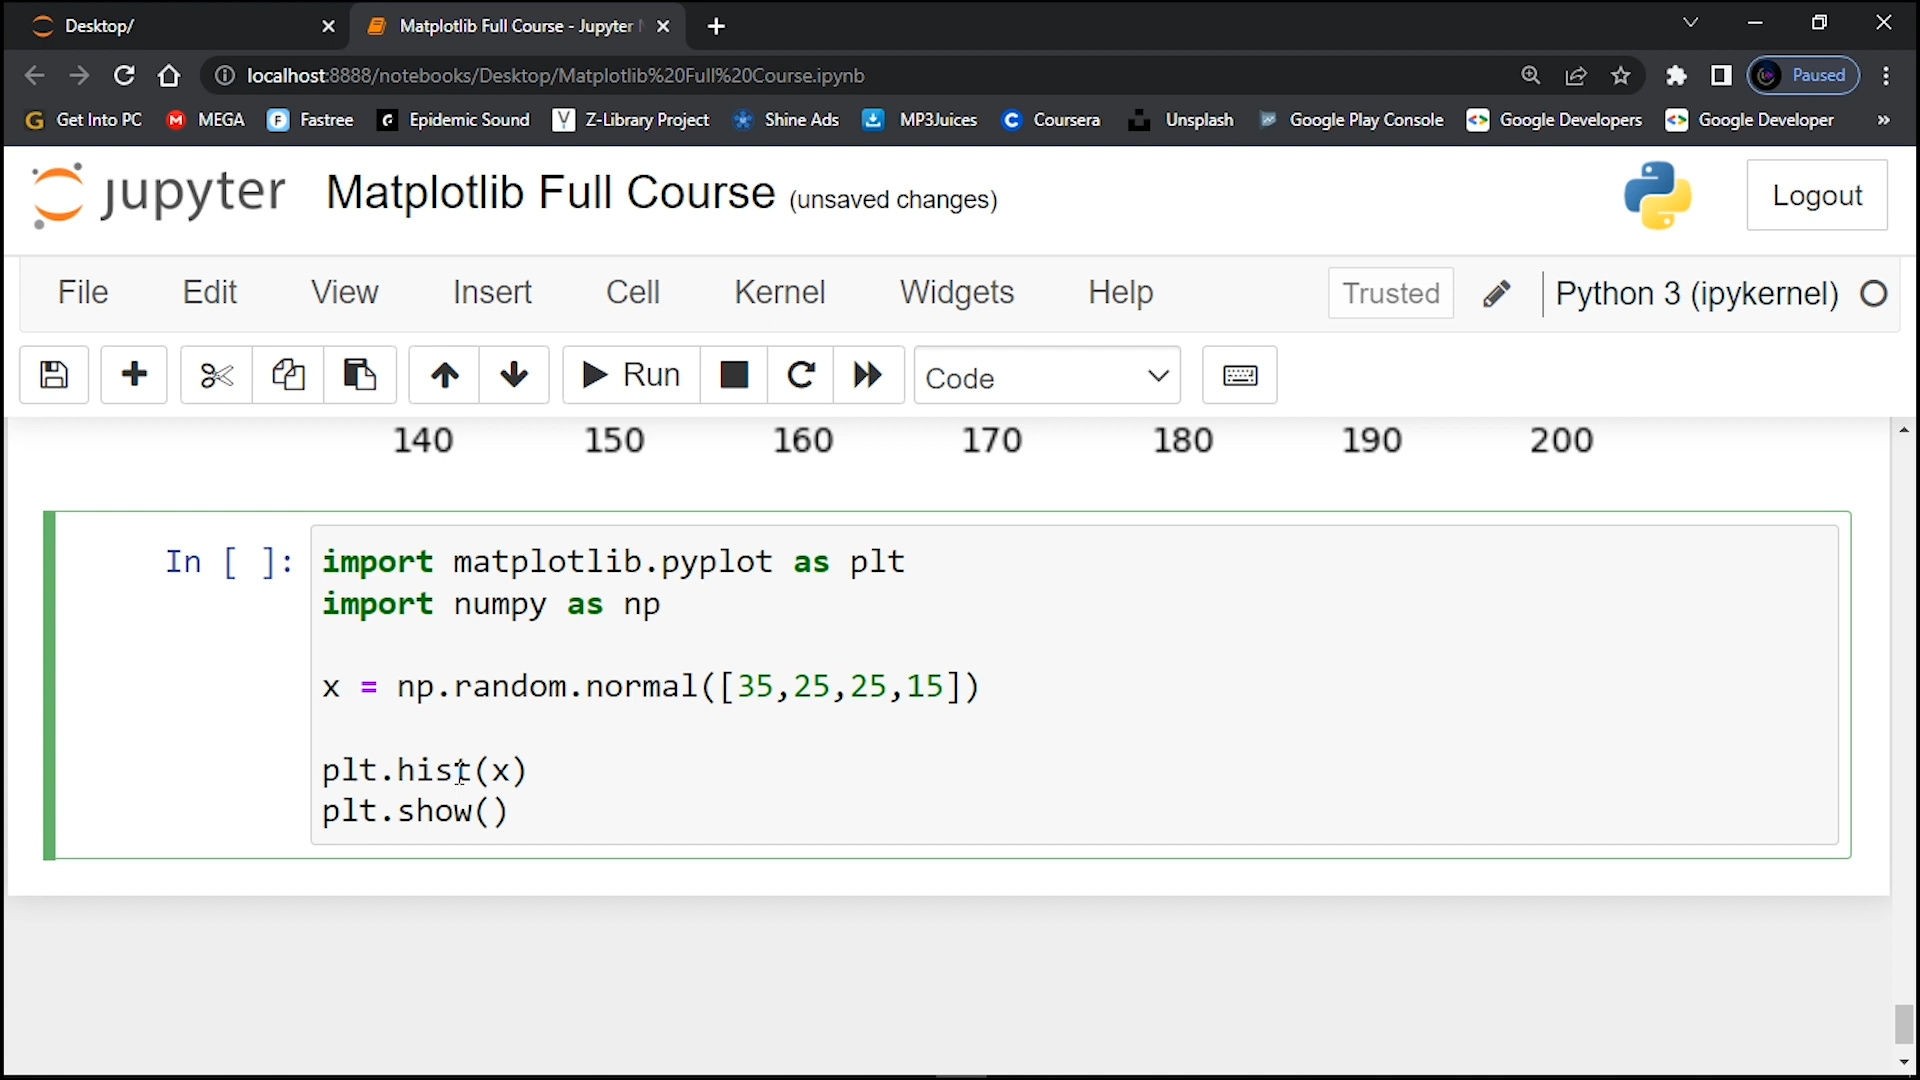 Desktop/
Matplotlib Full Course - Jupyter
localhost:8888/notebooks/Desktop/Matplotlib%20Full%20Course.ipynb
Paused
G Get Into PC
M MEGA
F Fastree
Epidemic Sound
Y Z-Library Project
Shine Ads
MP3Juices
C Coursera
Unsplash
Google Play Console
Google Developers
Google Developer
»
jupyter
Matplotlib Full Course (unsaved changes)
Logout
File Edit View Insert Cell Kernel Widgets Help
Trusted
Python 3 (ipykernel)
Run
Code
140 150 160 170 180 190 200
In [ ]: import matplotlib.pyplot as plt
import numpy as np
x = np.random.normal([35,25,25,15])
plt.hist(x)
plt.show()